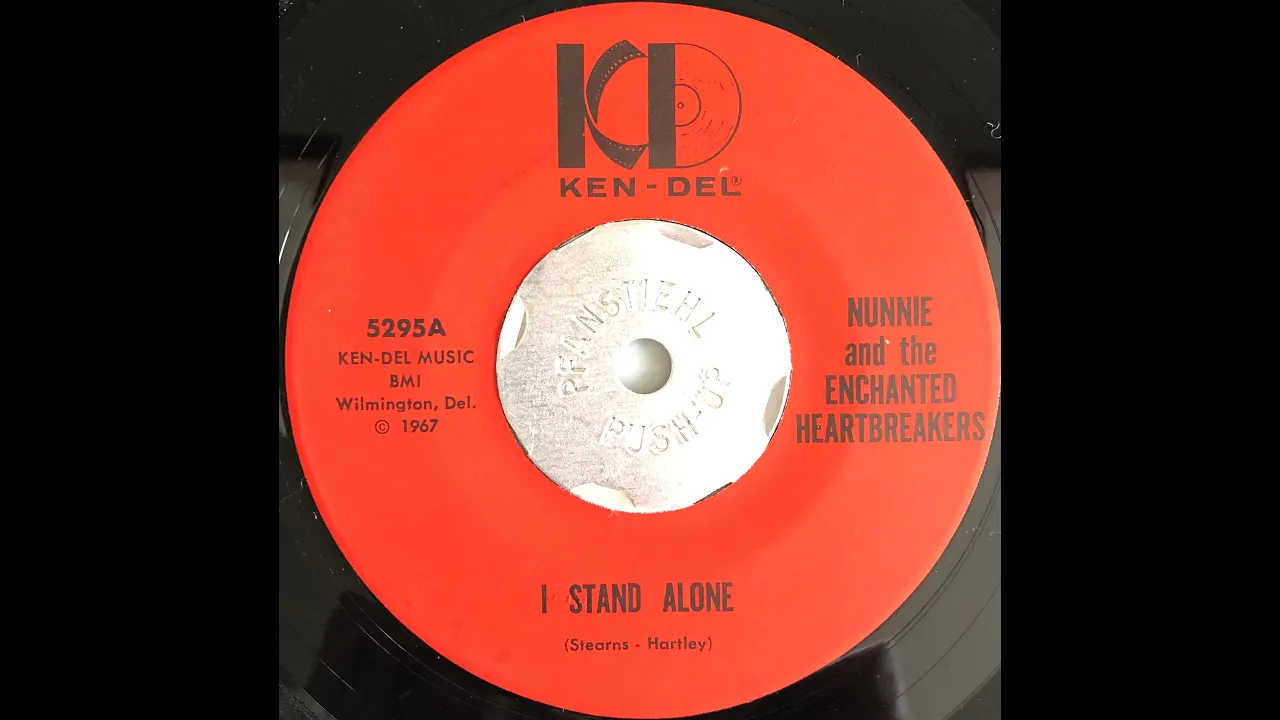 KD
KEN-DEL®
5295A
KEN-DEL MUSIC
BMI
Wilmington, Del.
© 1967
PFANSTIEHL
PUSH-UP
NUNNIE
and the
ENCHANTED
HEARTBREAKERS
I STAND ALONE
(Stearns - Hartley)